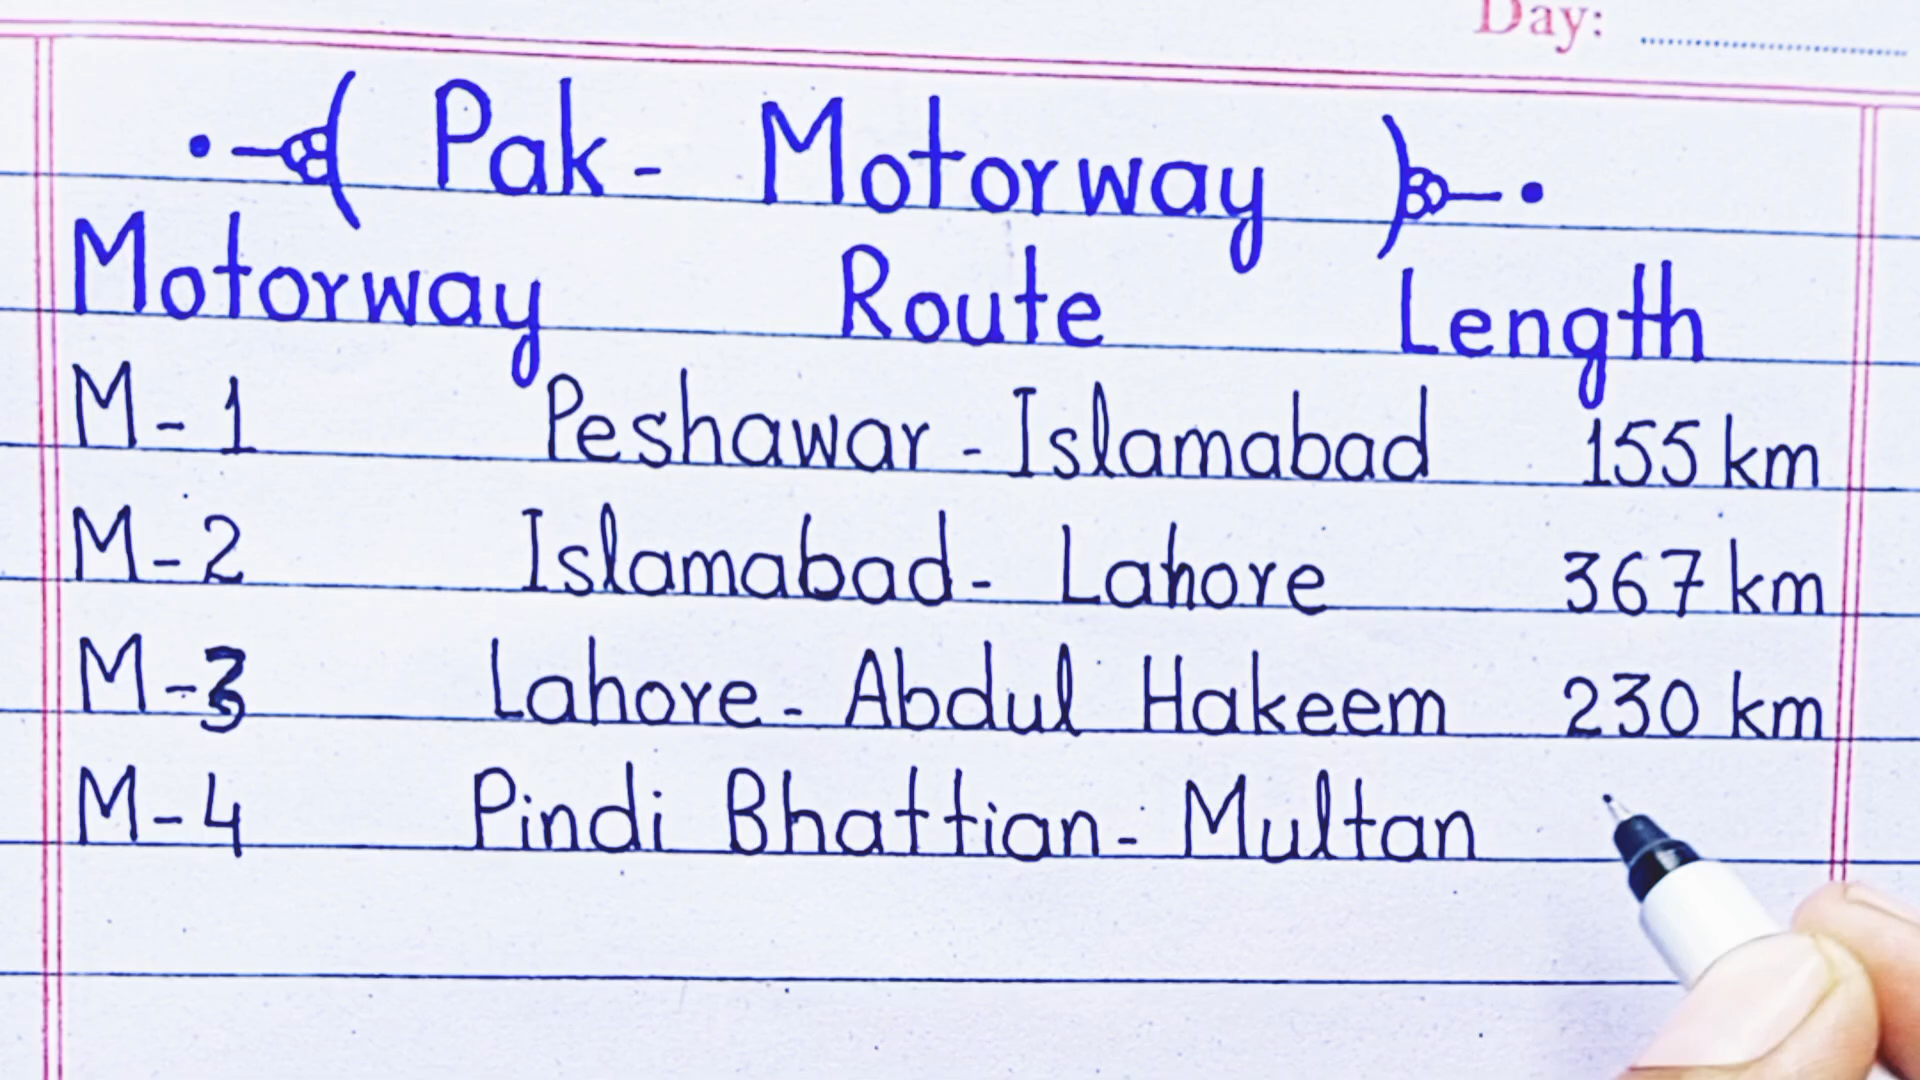 Day:
Pak - Motorway
Motorway Route Length
M-1 Peshawar - Islamabad 155 km
M-2 Islamabad - Lahore 367 km
M-3 Lahore - Abdul Hakeem 230 km
M-4 Pindi Bhattian - Multan